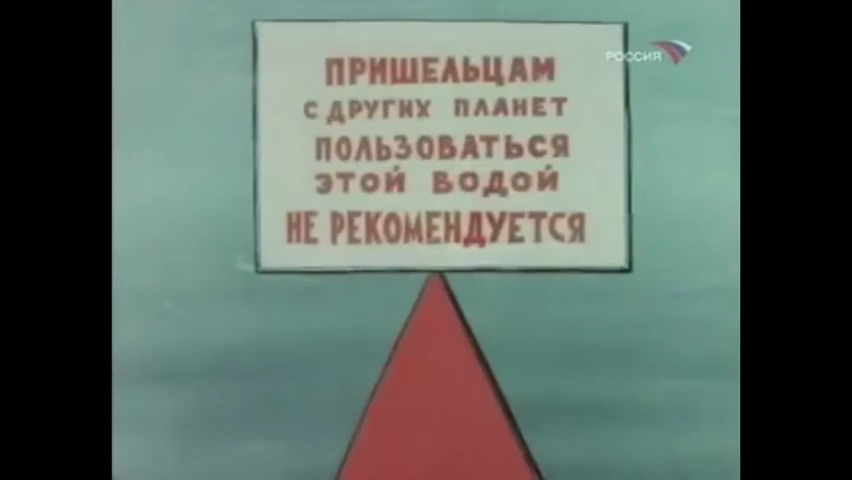 РОССИЯ
ПРИШЕЛЬЦАМ
С ДРУГИХ ПЛАНЕТ
ПОЛЬЗОВАТЬСЯ
ЭТОЙ ВОДОЙ
НЕ РЕКОМЕНДУЕТСЯ